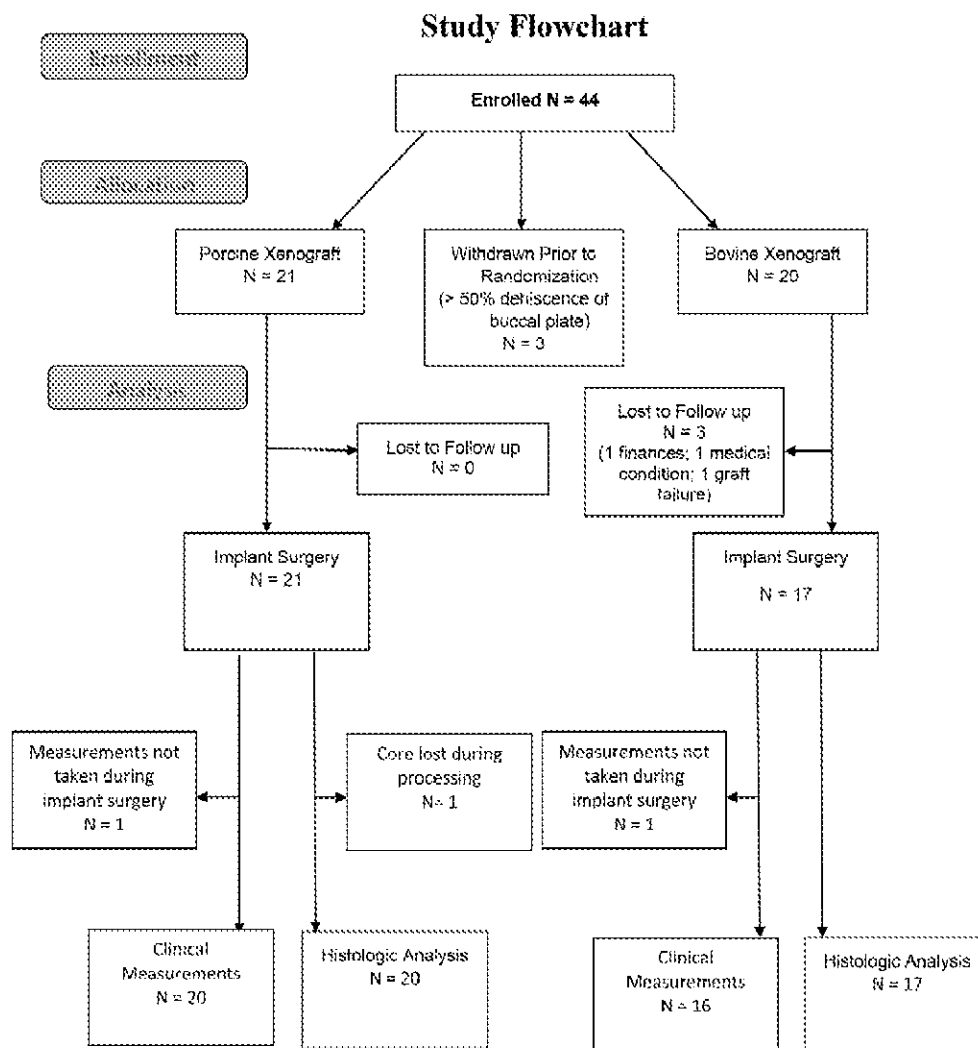 Study Flowchart
Enrollment
Enrolled N = 44
Allocation
Porcine Xenograft
N = 21
Withdrawn Prior to
Randomization
(> 50% dehiscence of
buccal plate)
N = 3
Bovine Xenograft
N = 20
Analysis
Lost to Follow up
N = 0
Lost to Follow up
N = 3
(1 finances; 1 medical
condition; 1 graft
failure)
Implant Surgery
N = 21
Implant Surgery
N = 17
Measurements not
taken during
implant surgery
N = 1
Core lost during
processing
N= 1
Measurements not
taken during
implant surgery
N = 1
Clinical
Measurements
N = 20
Histologic Analysis
N = 20
Clinical
Measurements
N = 16
Histologic Analysis
N = 17